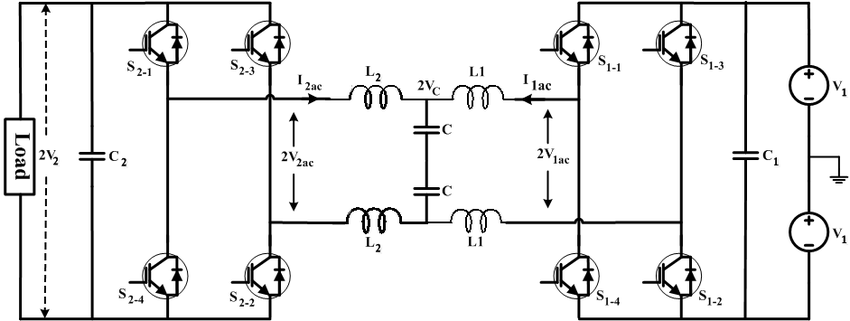 S2-1
S2-3
S1-1
S1-3
I2ac
L2
2VC
L1
I1ac
V1
C
Load
2V2
C2
2V2ac
2V1ac
C1
C
L2
L1
V1
S2-4
S2-2
S1-4
S1-2